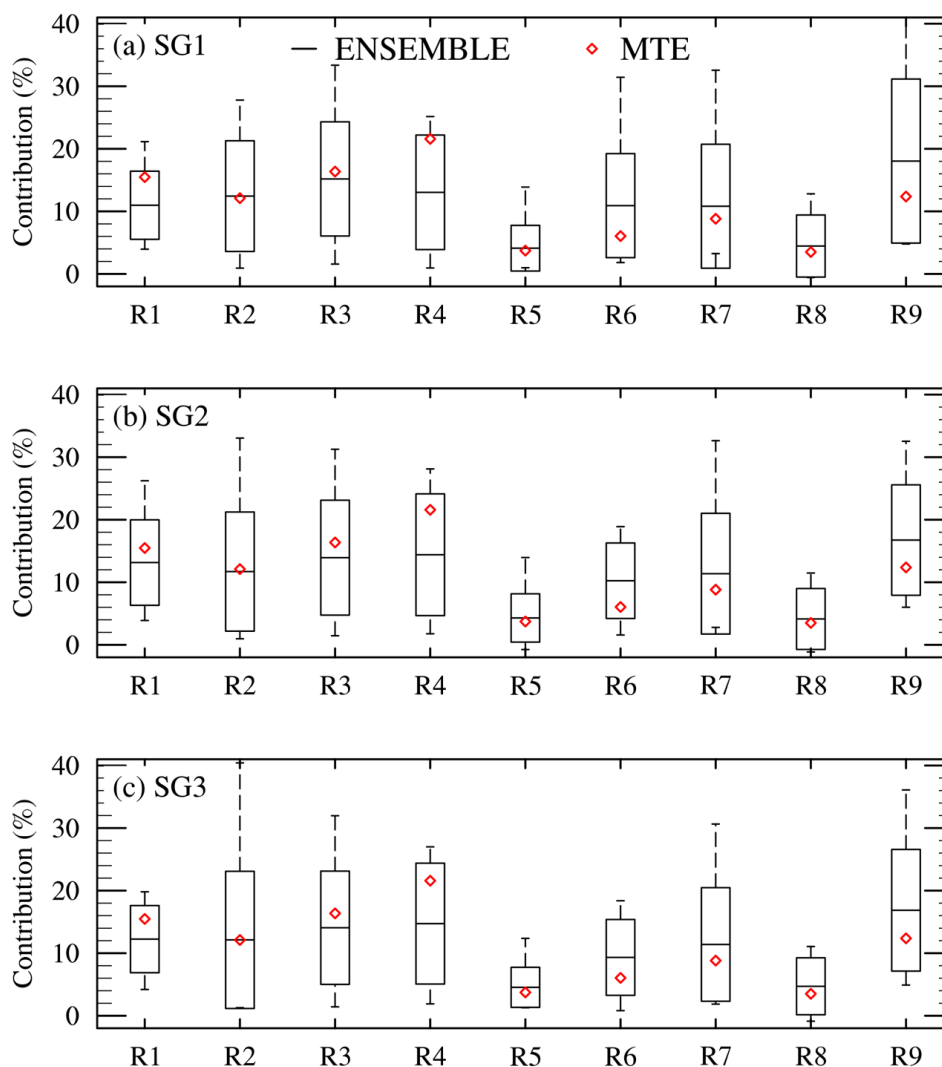 40
(a) SG1
ENSEMBLE
MTE
30
20
10
0
Contribution (%)
R1 R2 R3 R4 R5 R6 R7 R8 R9
40
(b) SG2
30
20
10
0
Contribution (%)
R1 R2 R3 R4 R5 R6 R7 R8 R9
40
(c) SG3
30
20
10
0
Contribution (%)
R1 R2 R3 R4 R5 R6 R7 R8 R9